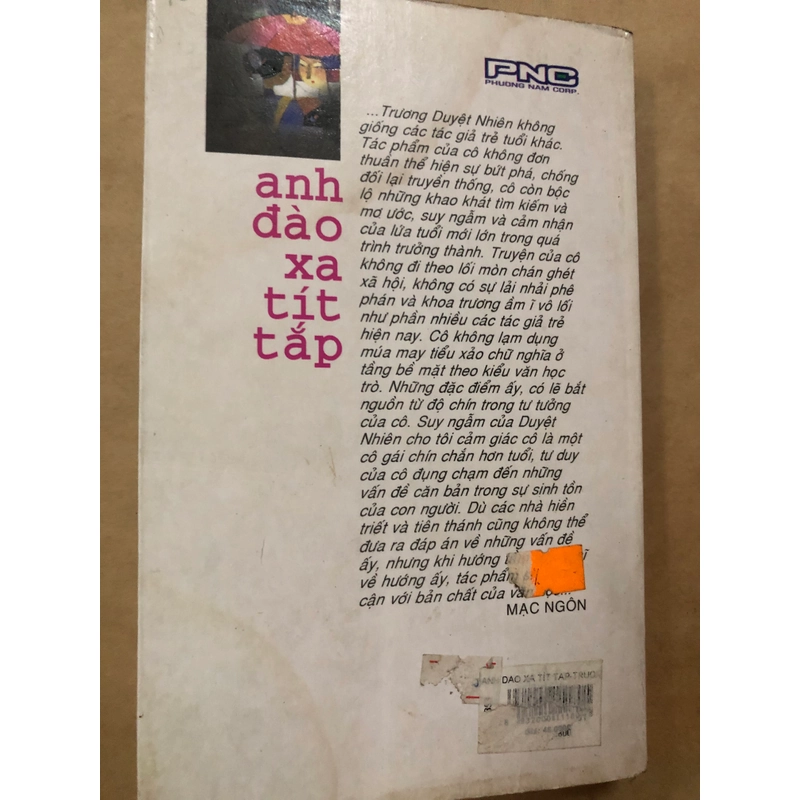 PNC
PHUONG NAM CORP.
anh
đào
xa
tít
tắp
...Trương Duyệt Nhiên không
giống các tác giả trẻ tuổi khác.
Tác phẩm của cô không đơn
thuần thể hiện sự bứt phá, chống
đối lại truyền thống, cô còn bộc
lộ những khao khát tìm kiếm và
mơ ước, suy ngẫm và cảm nhận
của lứa tuổi mới lớn trong quá
trình trưởng thành. Truyện của cô
không đi theo lối mòn chán ghét
xã hội, không có sự lải nhải phê
phán và khoa trương ầm ĩ vô lối
như phần nhiều các tác giả trẻ
hiện nay. Cô không lạm dụng
múa may tiểu xảo chữ nghĩa ở
tầng bề mặt theo kiểu văn học
trò. Những đặc điểm ấy, có lẽ bắt
nguồn từ độ chín trong tư tưởng
của cô. Suy ngẫm của Duyệt
Nhiên cho tôi cảm giác cô là một
cô gái chín chắn hơn tuổi, tư duy
của cô đụng chạm đến những
vấn đề căn bản trong sự sinh tồn
của con người. Dù các nhà hiền
triết và tiên thánh cũng không thể
đưa ra đáp án về những vấn đề
ấy, nhưng khi hướng
về hướng ấy, tác phẩm
cận với bản chất của văn
MẠC NGÔN
ANH DAO XA TIT TAP-TRUO